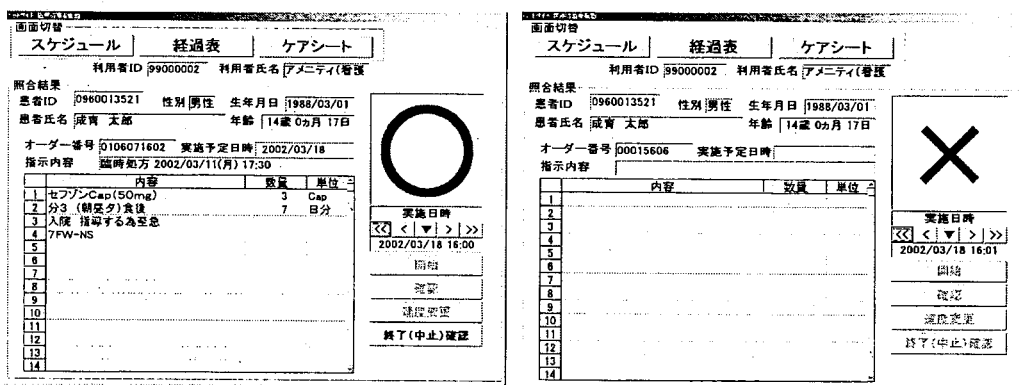 画面切替
スケジュール 経過表 ケアシート
利用者ID 99000002 利用者氏名 アメニティ(看護
照合結果
患者ID 0960013521 性別 男性 生年月日 1988/03/01
患者氏名 成育 太郎 年齢 14歳 0カ月 17日
オーダー番号 0106071602 実施予定日時 2002/03/18
指示内容 臨時処方 2002/03/11(月) 17:30
内容 数量 単位
1 セフゾンCap(50mg) 3 Cap
2 分3 (朝昼夕)食後 7 日分
3 入院 指導する為至急
4 7FW-NS
5
6
7
8
9
10
11
12
13
14
実施日時
<< < ▼ > >>
2002/03/18 16:00
開始
確認
速度変更
終了(中止)確認
画面切替
スケジュール 経過表 ケアシート
利用者ID 99000002 利用者氏名 アメニティ(看護
照合結果
患者ID 0960013521 性別 男性 生年月日 1988/03/01
患者氏名 成育 太郎 年齢 14歳 0カ月 17日
オーダー番号 00015606 実施予定日時
指示内容
内容 数量 単位
1
2
3
4
5
6
7
8
9
10
11
12
13
14
実施日時
<< < ▼ > >>
2002/03/18 16:01
開始
確認
速度変更
終了(中止)確認